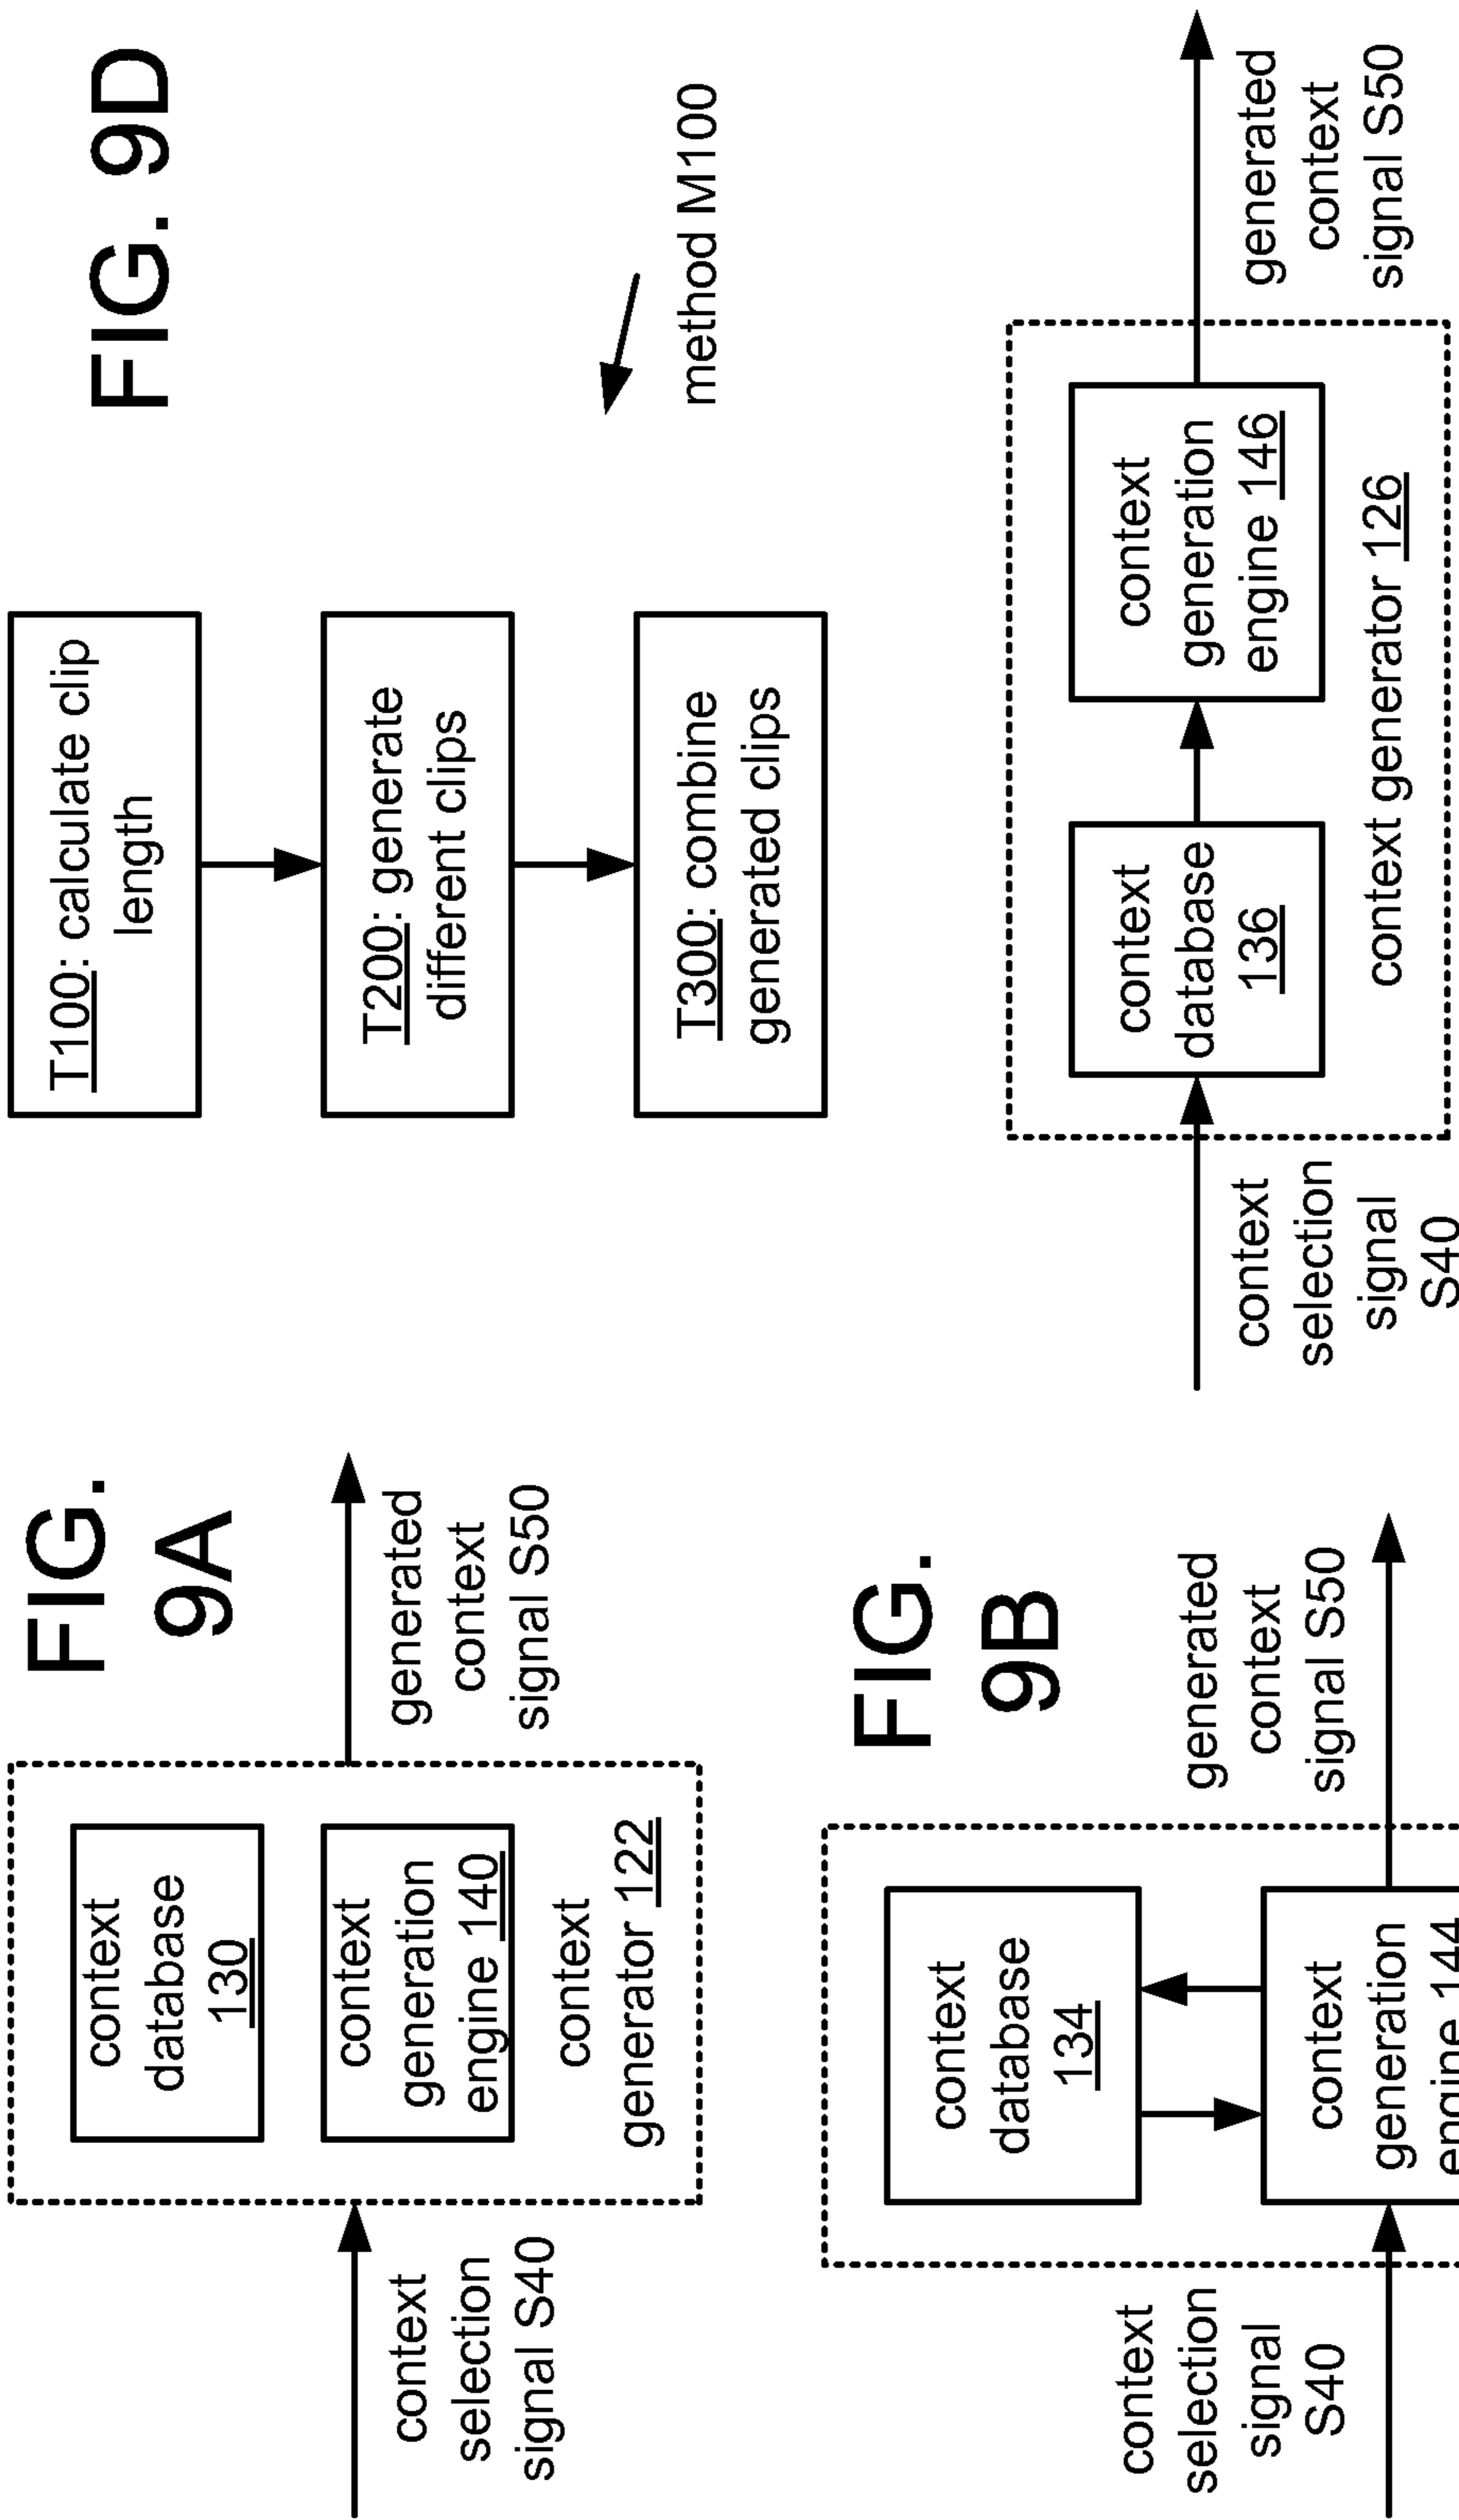 FIG.
9A
context
database
130
context
generation
engine 140
context
generator 122
context
selection
signal S40
generated
context
signal S50
FIG.
9B
context
database
134
context
generation
engine 144
context
selection
signal
S40
generated
context
signal S50
FIG. 9D
T100: calculate clip
length
T200: generate
different clips
T300: combine
generated clips
method M100
context
database
136
context
generation
engine 146
context generator 126
context
selection
signal
S40
generated
context
signal S50